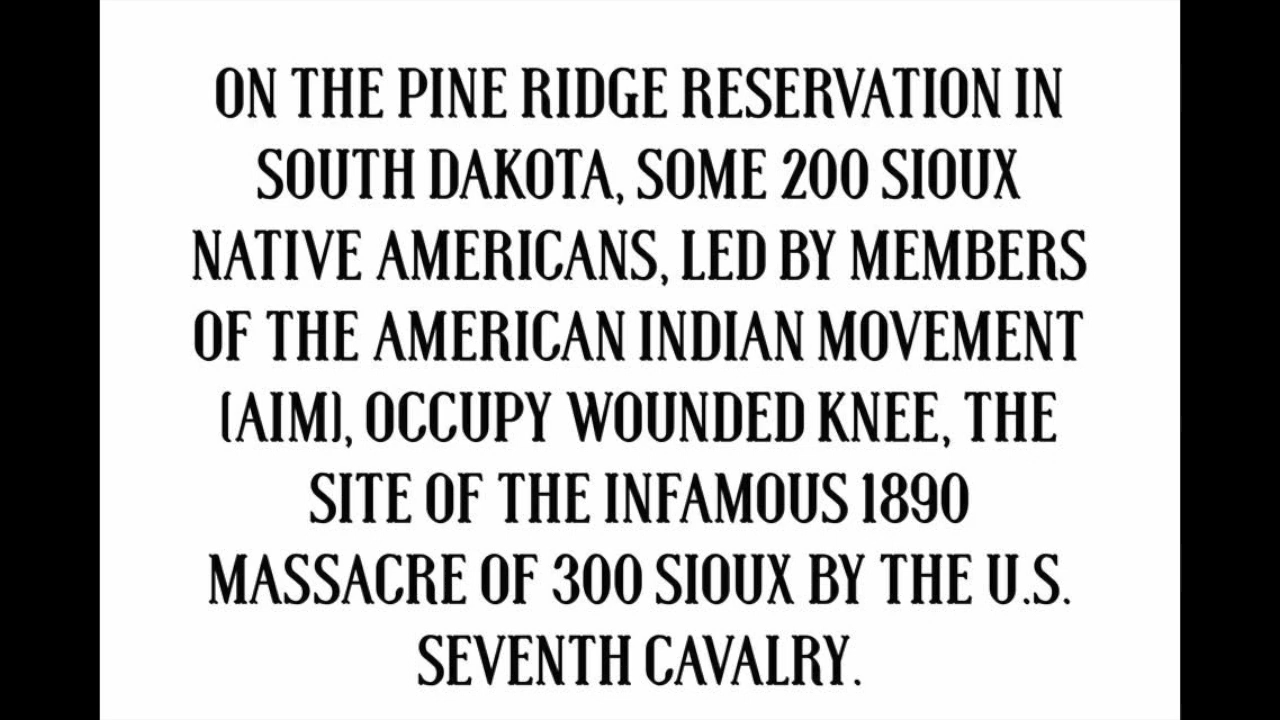 ON THE PINE RIDGE RESERVATION IN
SOUTH DAKOTA, SOME 200 SIOUX
NATIVE AMERICANS, LED BY MEMBERS
OF THE AMERICAN INDIAN MOVEMENT
(AIM), OCCUPY WOUNDED KNEE, THE
SITE OF THE INFAMOUS 1890
MASSACRE OF 300 SIOUX BY THE U.S.
SEVENTH CAVALRY.